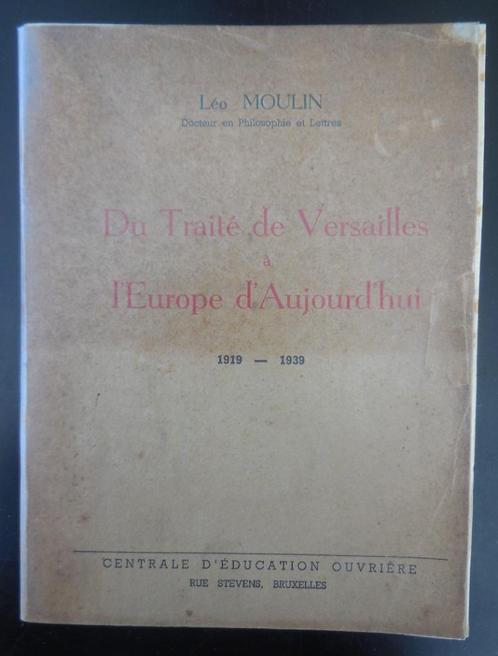 Léo MOULIN
Docteur en Philosophie et Lettres
Du Traité de Versailles
à
l'Europe d'Aujourd'hui
1919 — 1939
CENTRALE D'ÉDUCATION OUVRIÈRE
RUE STEVENS, BRUXELLES